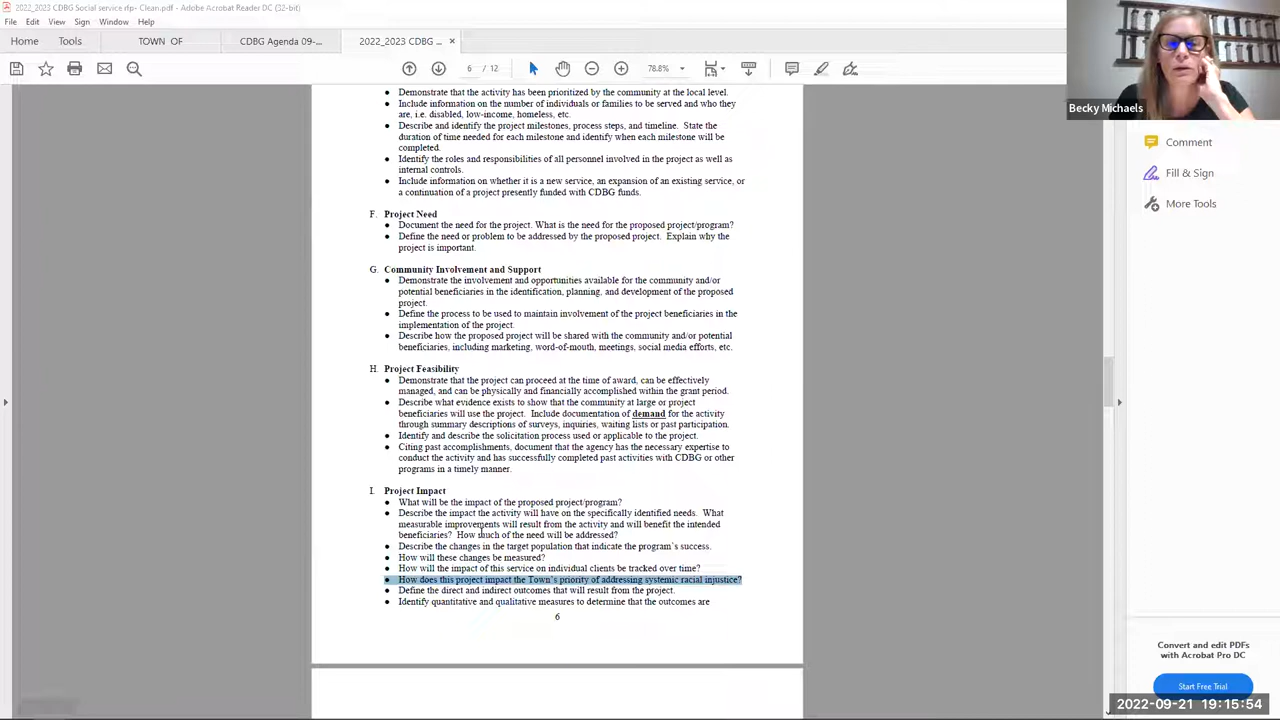 2022_2023 CDBG Social service.rfp- Clean.pdf - Adobe Acrobat Reader DC (32-bit)
File Edit View Sign Window Help
Home Tools TOWN OF CDBG Agenda 09-... 2022_2023 CDBG ... ×
6 / 12 78.8%
Becky Michaels
Comment
Fill & Sign
More Tools
• Demonstrate that the activity has been prioritized by the community at the local level.
• Include information on the number of individuals or families to be served and who they
are, i.e. disabled, low-income, homeless, etc.
• Describe and identify the project milestones, process steps, and timeline. State the
duration of time needed for each milestone and identify when each milestone will be
completed.
• Identify the roles and responsibilities of all personnel involved in the project as well as
internal controls.
• Include information on whether it is a new service, an expansion of an existing service, or
a continuation of a project presently funded with CDBG funds.
F. Project Need
• Document the need for the project. What is the need for the proposed project/program?
• Define the need or problem to be addressed by the proposed project. Explain why the
project is important.
G. Community Involvement and Support
• Demonstrate the involvement and opportunities available for the community and/or
potential beneficiaries in the identification, planning, and development of the proposed
project.
• Define the process to be used to maintain involvement of the project beneficiaries in the
implementation of the project.
• Describe how the proposed project will be shared with the community and/or potential
beneficiaries, including marketing, word-of-mouth, meetings, social media efforts, etc.
H. Project Feasibility
• Demonstrate that the project can proceed at the time of award, can be effectively
managed, and can be physically and financially accomplished within the grant period.
• Describe what evidence exists to show that the community at large or project
beneficiaries will use the project. Include documentation of demand for the activity
through summary descriptions of surveys, inquiries, waiting lists or past participation.
• Identify and describe the solicitation process used or applicable to the project.
• Citing past accomplishments, document that the agency has the necessary expertise to
conduct the activity and has successfully completed past activities with CDBG or other
programs in a timely manner.
I. Project Impact
• What will be the impact of the proposed project/program?
• Describe the impact the activity will have on the specifically identified needs. What
measurable improvements will result from the activity and will benefit the intended
beneficiaries? How much of the need will be addressed?
• Describe the changes in the target population that indicate the program's success.
• How will these changes be measured?
• How will the impact of this service on individual clients be tracked over time?
• How does this project impact the Town's priority of addressing systemic racial injustice?
• Define the direct and indirect outcomes that will result from the project.
• Identify quantitative and qualitative measures to determine that the outcomes are
6
Convert and edit PDFs
with Acrobat Pro DC
Start Free Trial
2022-09-21 19:15:54